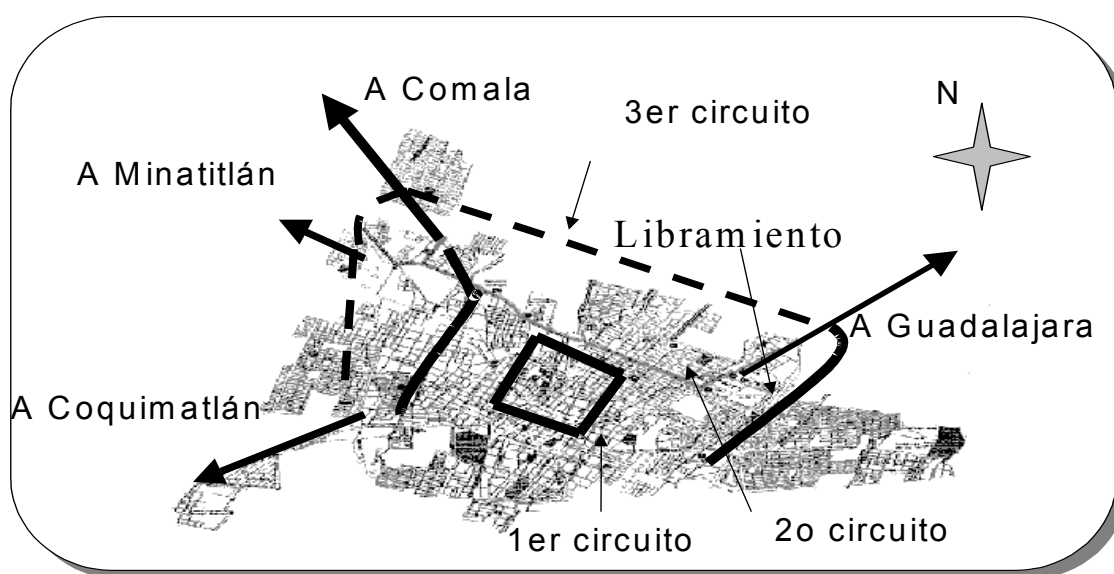 A Comala
N
3er circuito
A Minatitlán
Libramiento
A Guadalajara
A Coquimatlán
1er circuito
2o circuito